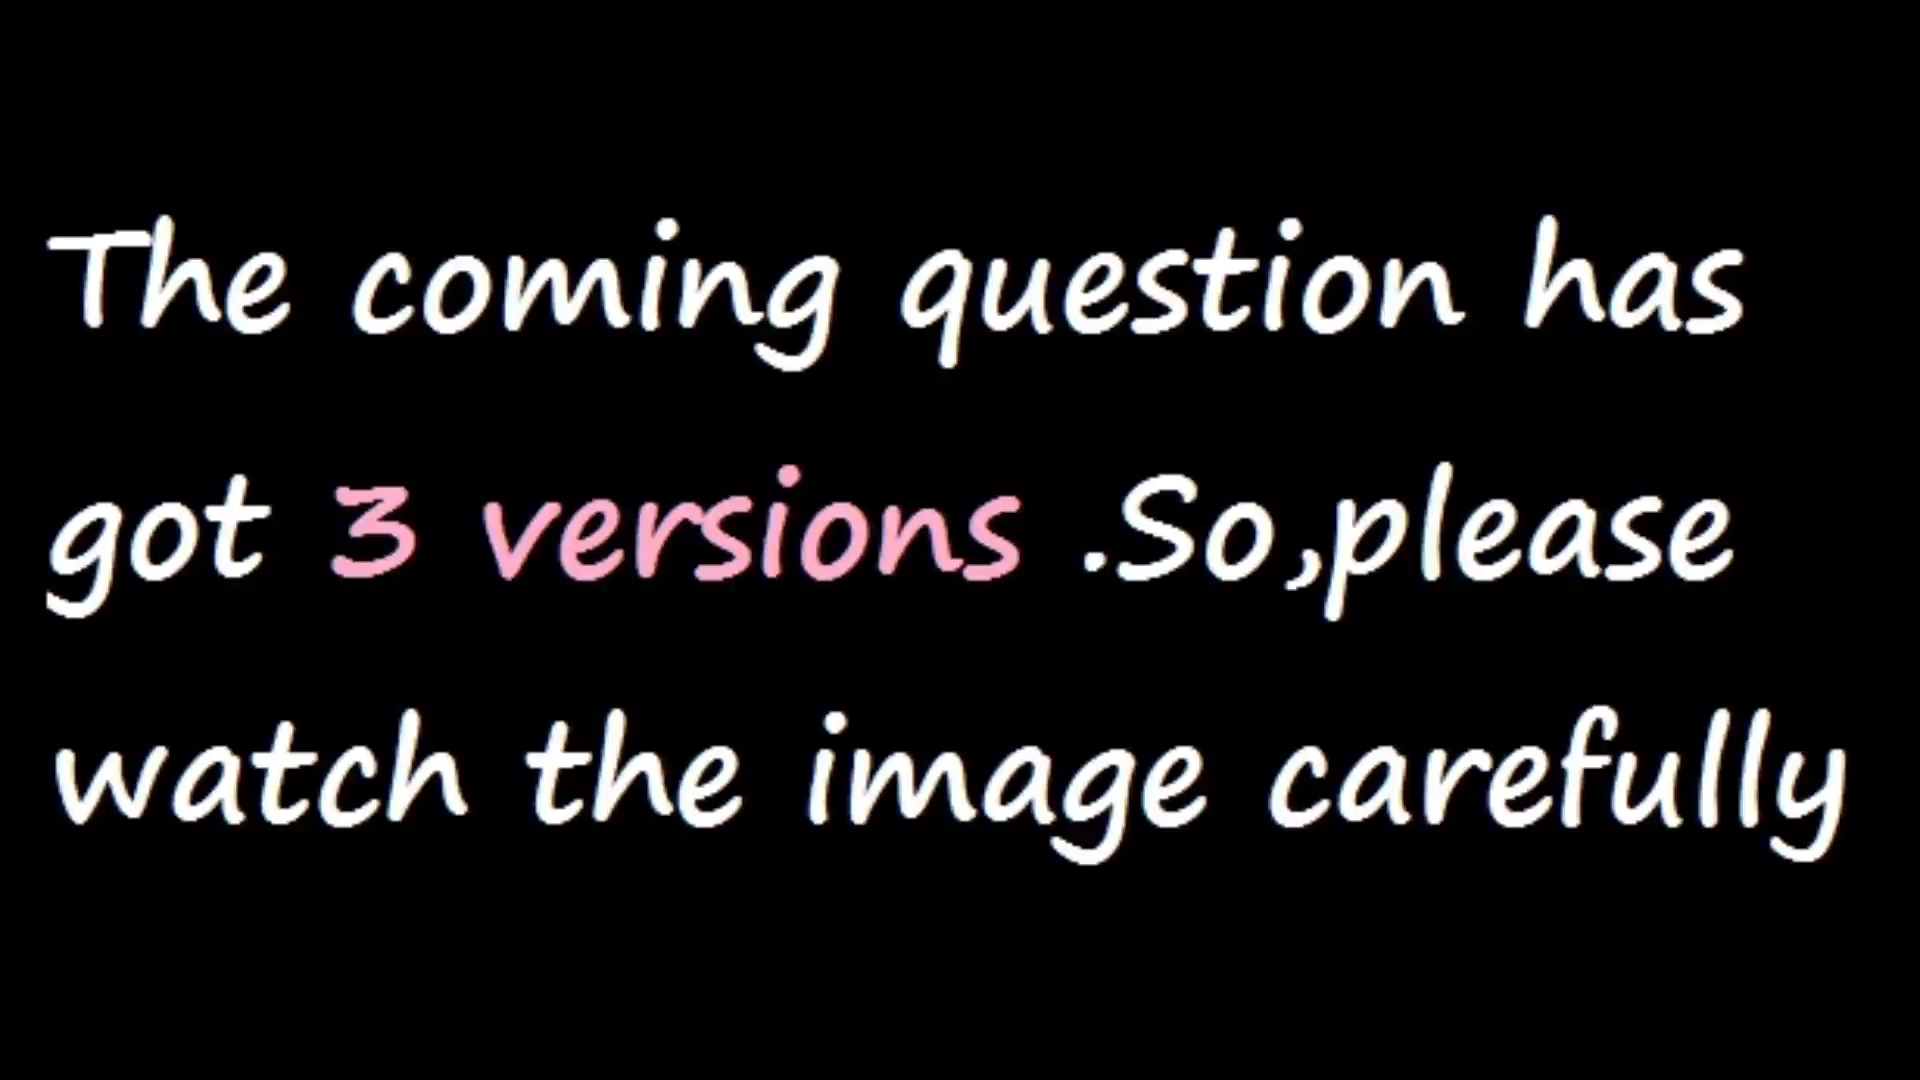 The coming question has
got 3 versions .So,please
watch the image carefully